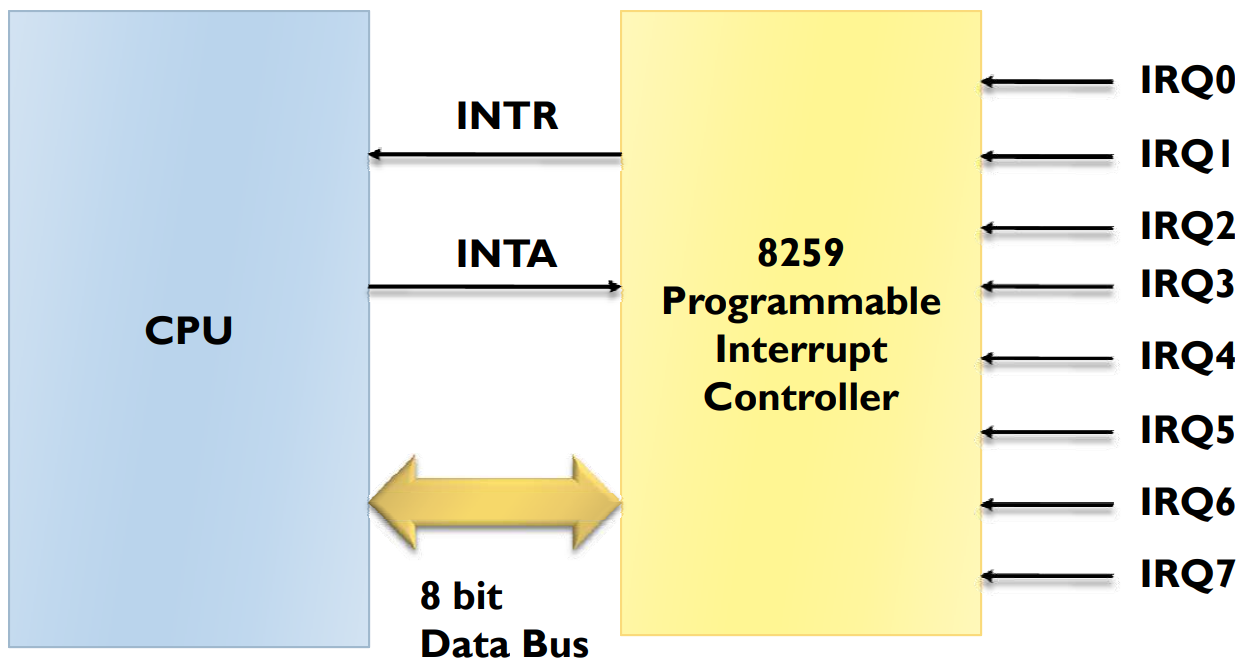 INTR
INTA
CPU
8 bit
Data Bus
8259
Programmable
Interrupt
Controller
IRQ0
IRQ1
IRQ2
IRQ3
IRQ4
IRQ5
IRQ6
IRQ7